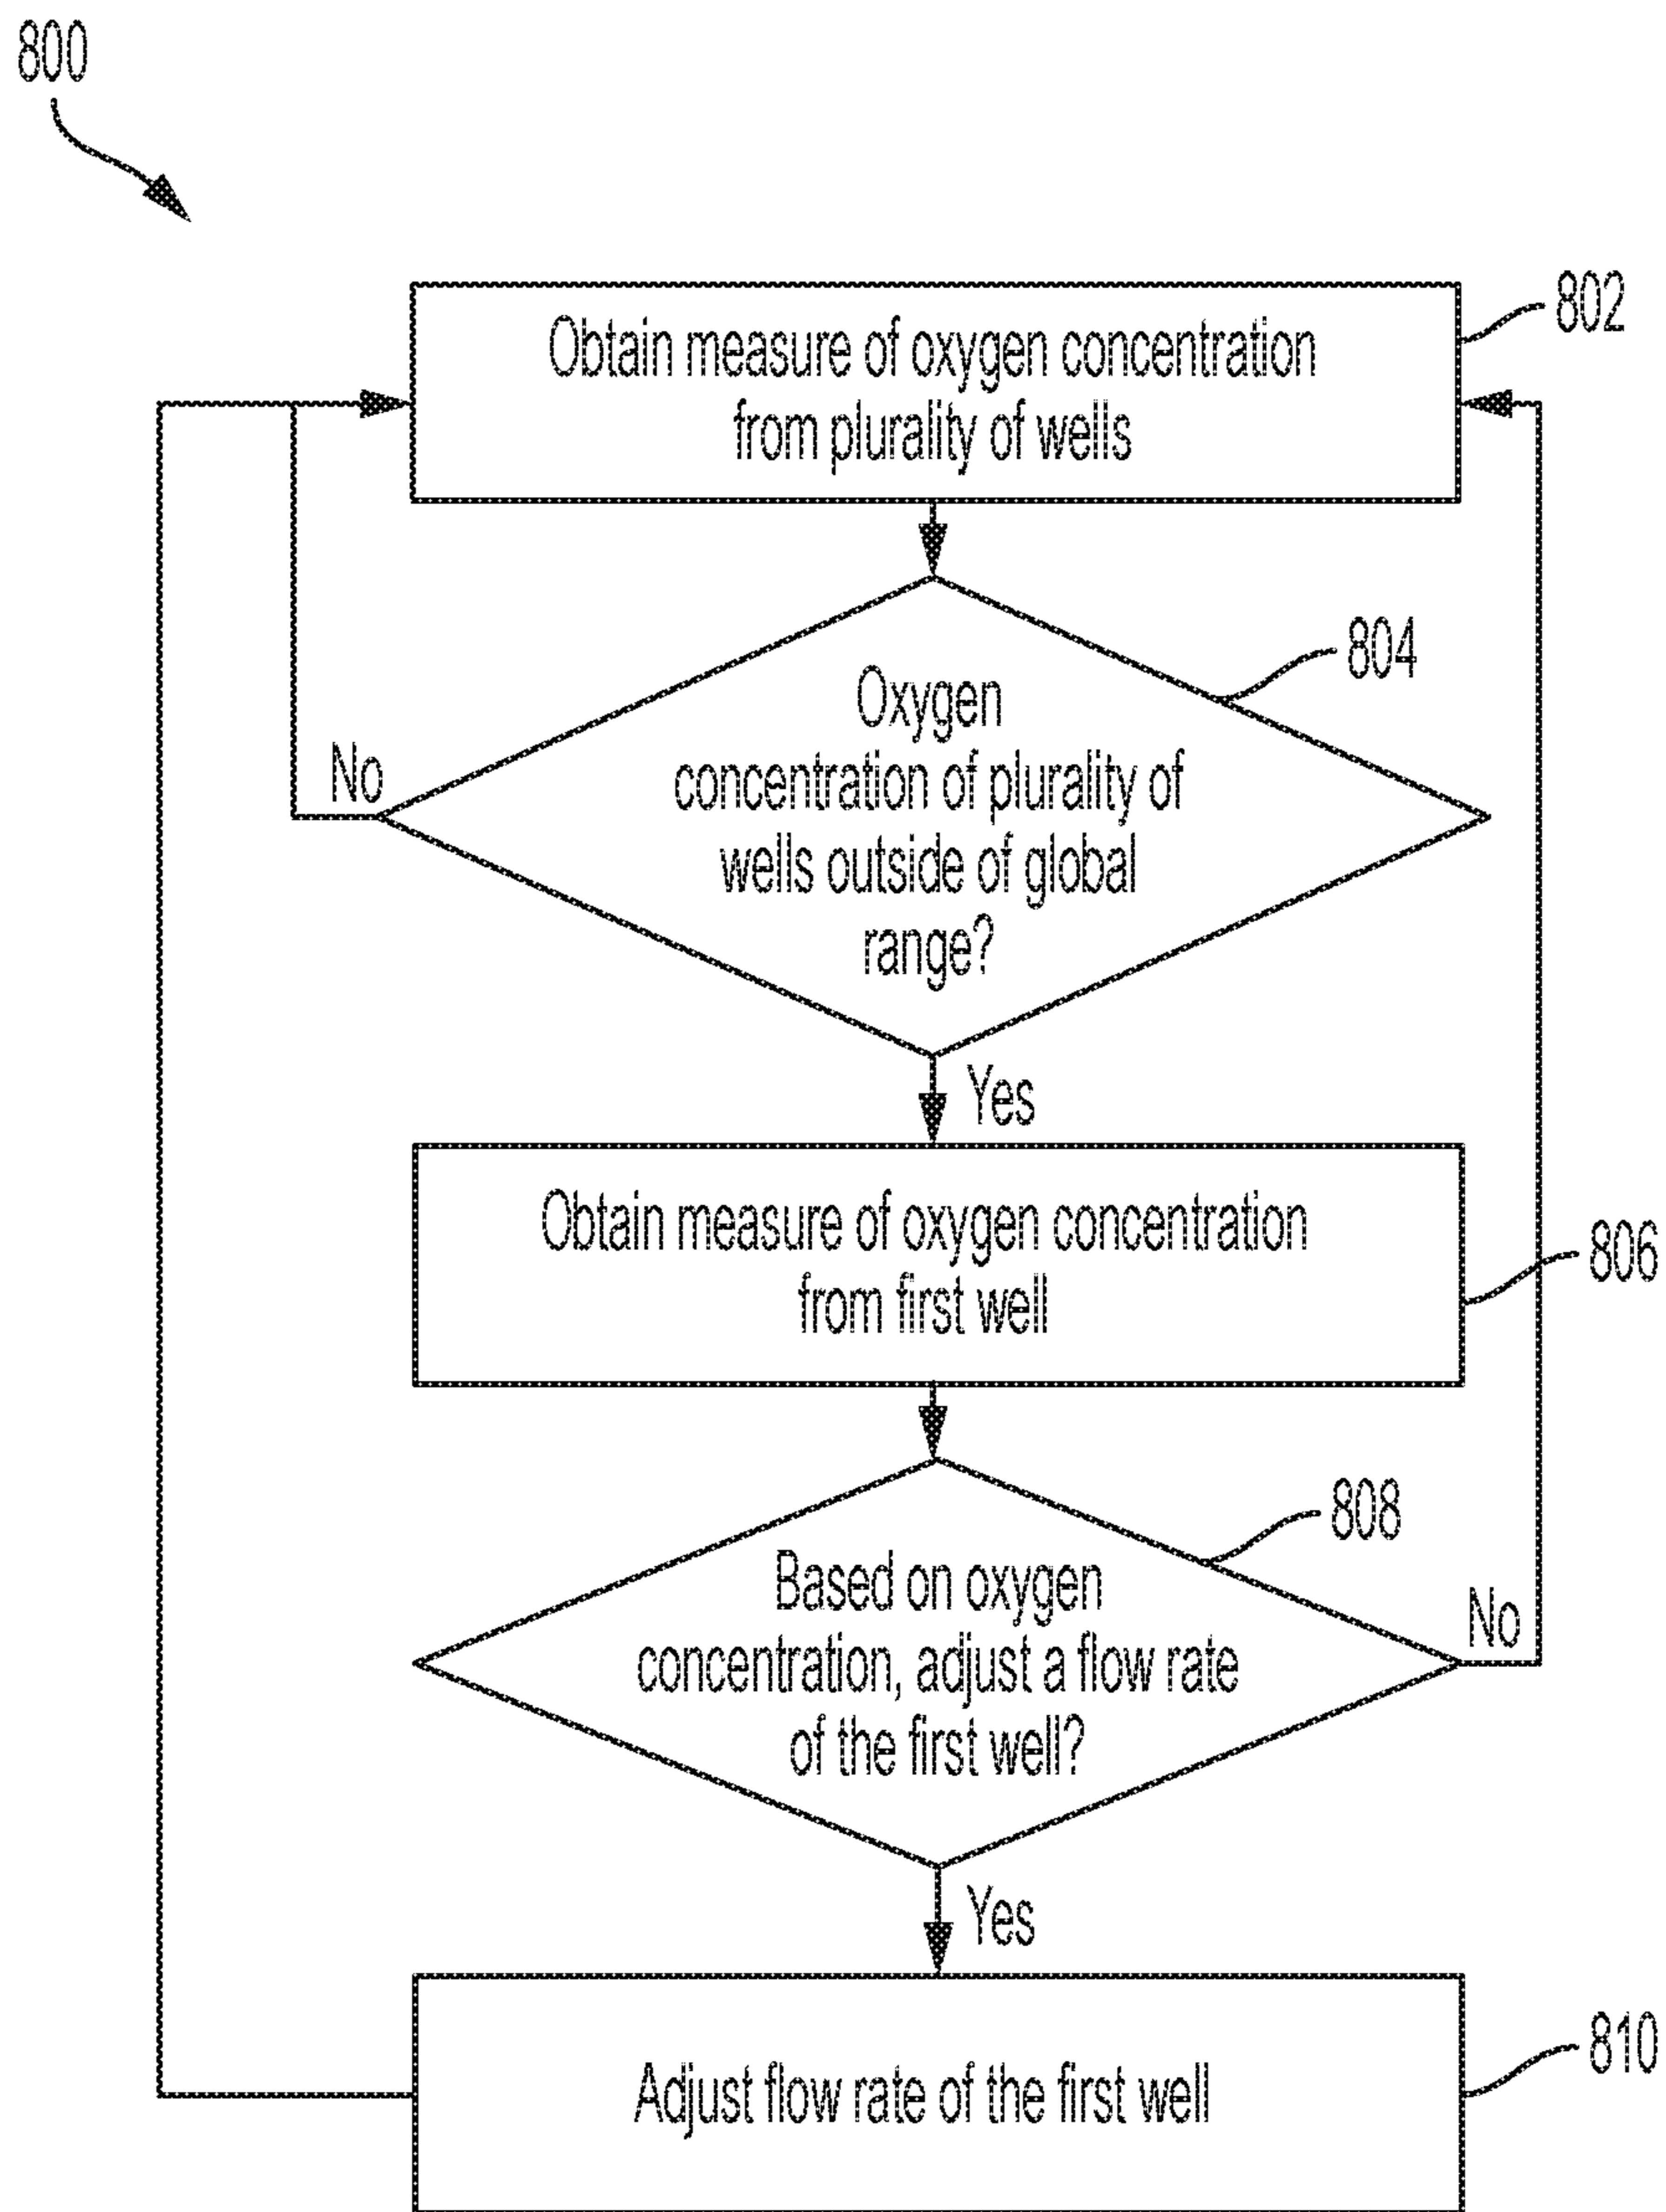 800
802
Obtain measure of oxygen concentration
from plurality of wells
804
Oxygen
concentration of plurality of
wells outside of global
range?
No
Yes
Obtain measure of oxygen concentration
from first well
806
808
Based on oxygen
concentration, adjust a flow rate
of the first well?
No
Yes
Adjust flow rate of the first well
810